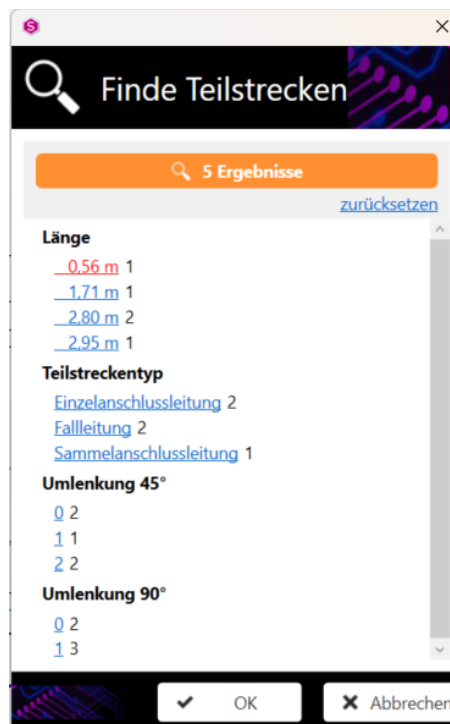 S
Finde Teilstrecken
5 Ergebnisse
zurücksetzen
Länge
0,56 m 1
1,71 m 1
2,80 m 2
2,95 m 1
Teilstreckentyp
Einzelanschlussleitung 2
Fallleitung 2
Sammelanschlussleitung 1
Umlenkung 45°
0 2
1 1
2 2
Umlenkung 90°
0 2
1 3
OK
Abbrechen